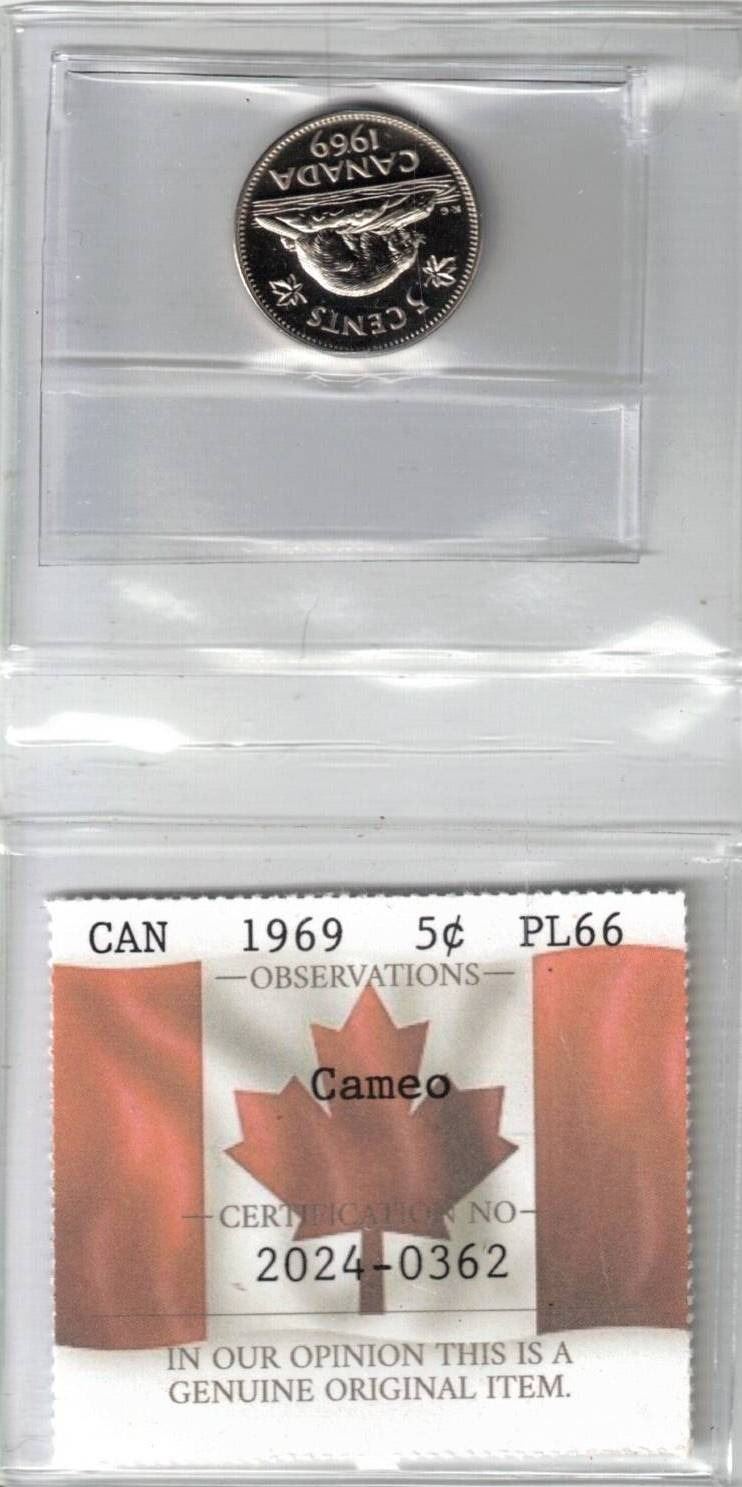 5 CENTS
K·G
CANADA
1969
CAN 1969 5¢ PL66
—OBSERVATIONS—
Cameo
—CERTIFICATION NO—
2024-0362
IN OUR OPINION THIS IS A
GENUINE ORIGINAL ITEM.